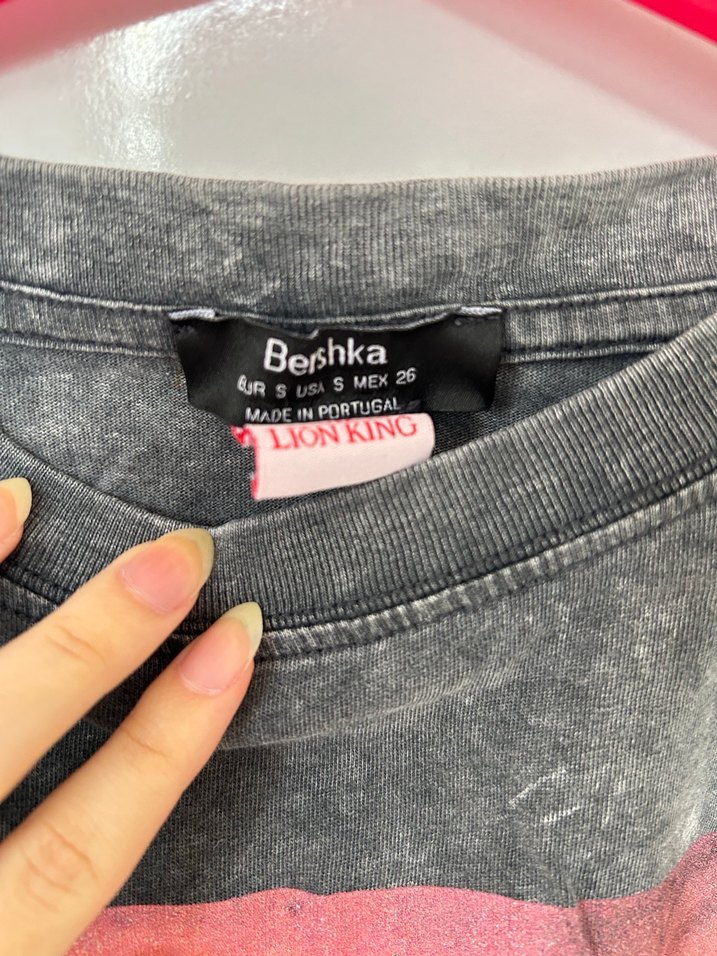 Bershka
EUR S USA S MEX 26
MADE IN PORTUGAL
LION KING